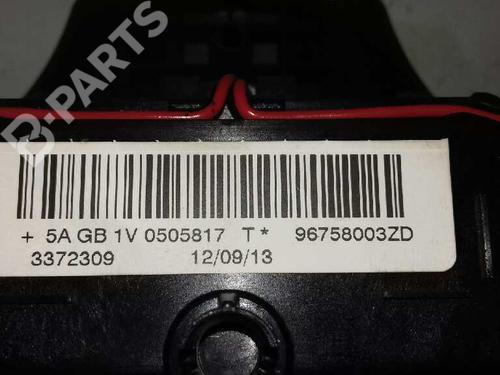 B-PARTS
+ 5A GB 1V 0505817 T* 96758003ZD
3372309 12/09/13